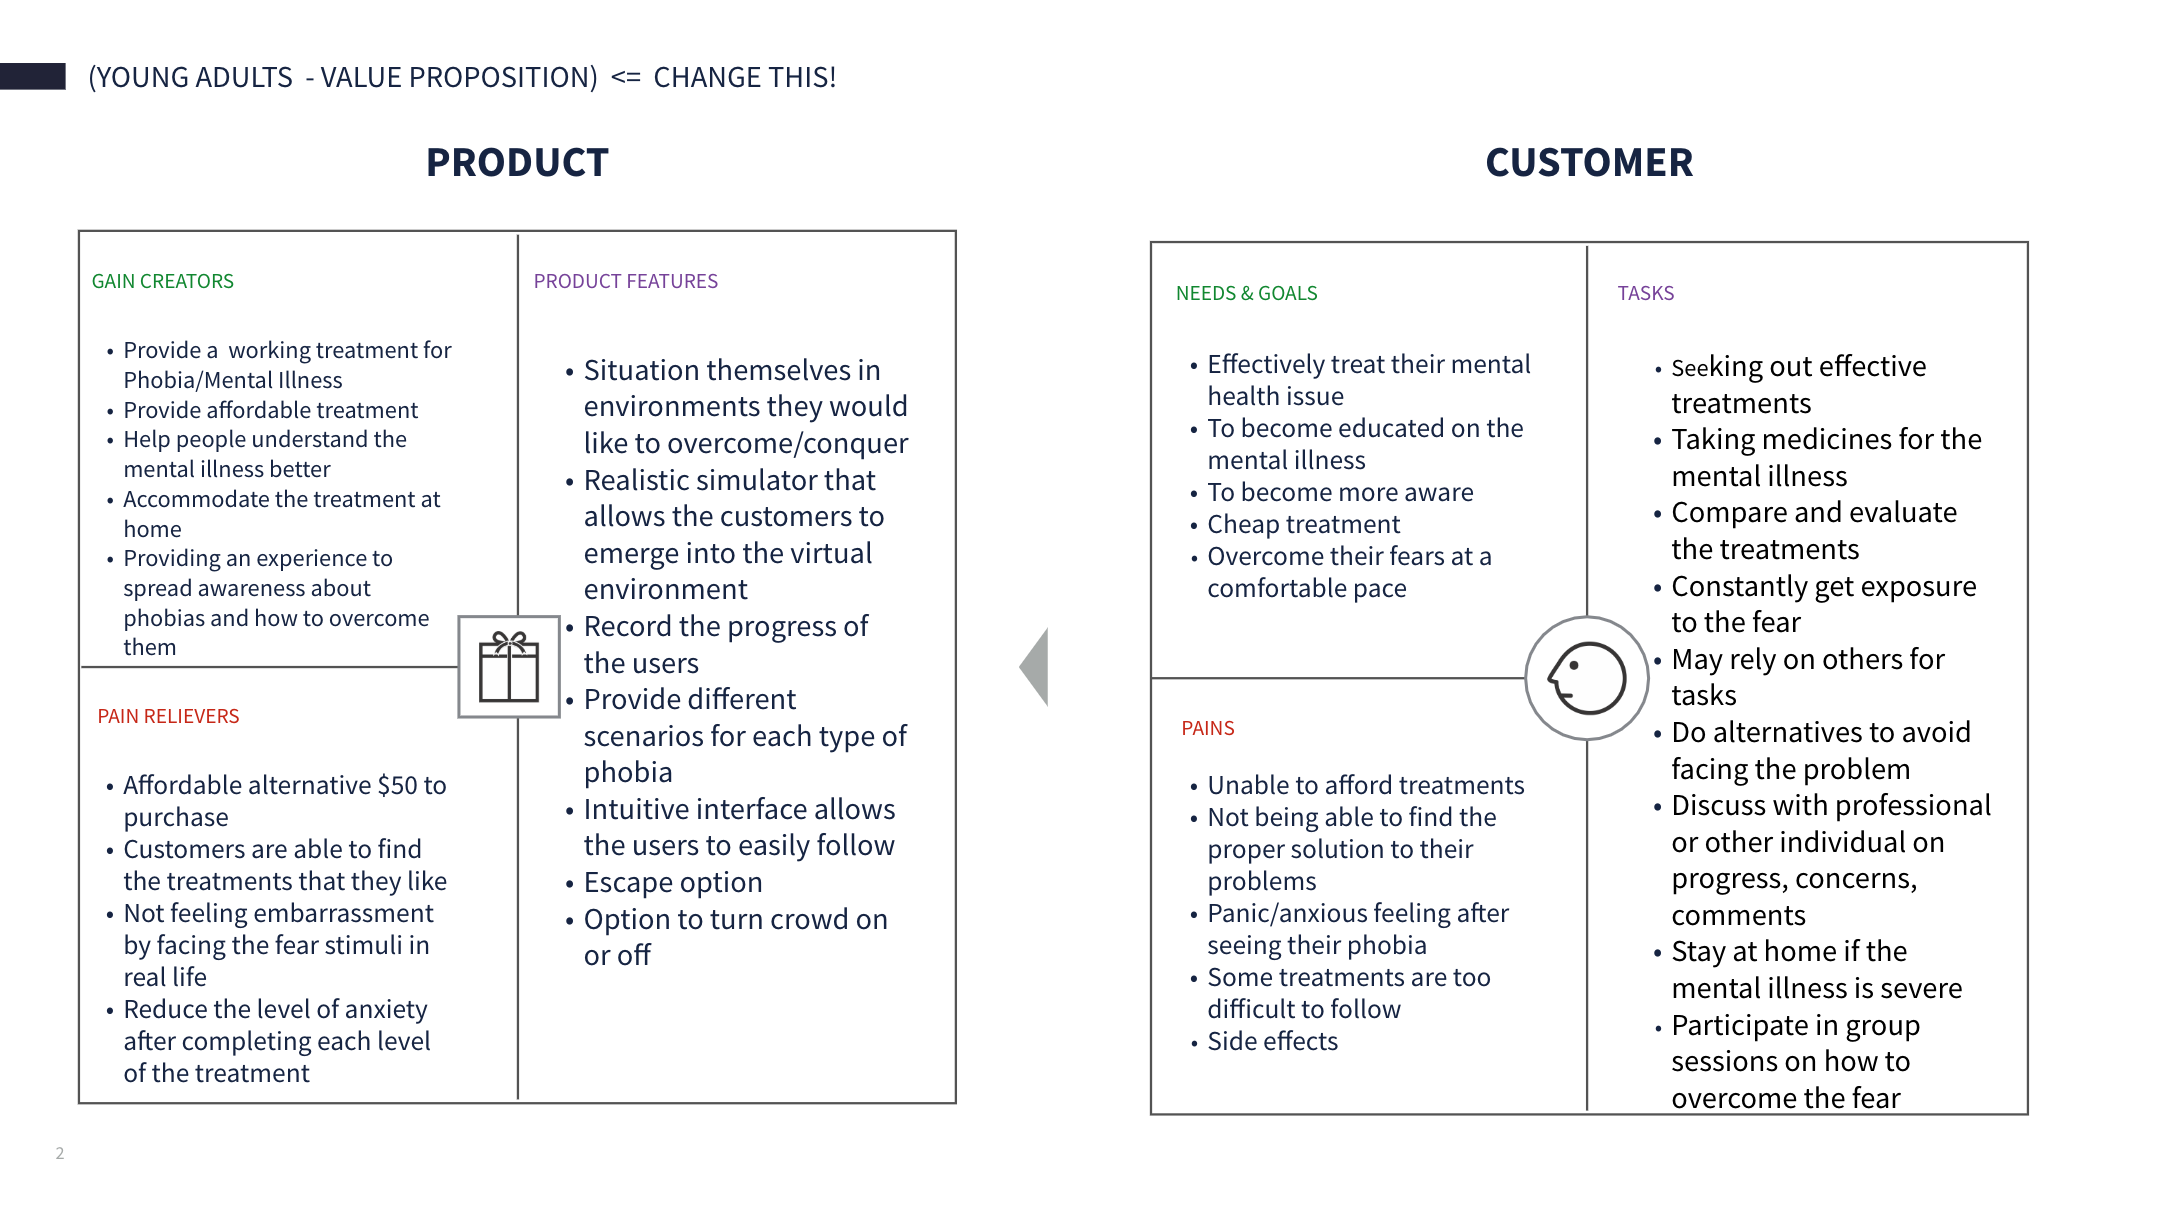 (YOUNG ADULTS - VALUE PROPOSITION) <= CHANGE THIS!
PRODUCT
GAIN CREATORS
• Provide a working treatment for
Phobia/Mental Illness
• Provide affordable treatment
• Help people understand the
mental illness better
• Accommodate the treatment at
home
• Providing an experience to
spread awareness about
phobias and how to overcome
them
PAIN RELIEVERS
• Affordable alternative $50 to
purchase
• Customers are able to find
the treatments that they like
• Not feeling embarrassment
by facing the fear stimuli in
real life
• Reduce the level of anxiety
after completing each level
of the treatment
PRODUCT FEATURES
• Situation themselves in
environments they would
like to overcome/conquer
• Realistic simulator that
allows the customers to
emerge into the virtual
environment
• Record the progress of
the users
• Provide different
scenarios for each type of
phobia
• Intuitive interface allows
the users to easily follow
• Escape option
• Option to turn crowd on
or off
CUSTOMER
NEEDS & GOALS
• Effectively treat their mental
health issue
• To become educated on the
mental illness
• To become more aware
• Cheap treatment
• Overcome their fears at a
comfortable pace
PAINS
• Unable to afford treatments
• Not being able to find the
proper solution to their
problems
• Panic/anxious feeling after
seeing their phobia
• Some treatments are too
difficult to follow
• Side effects
TASKS
• Seeking out effective
treatments
• Taking medicines for the
mental illness
• Compare and evaluate
the treatments
• Constantly get exposure
to the fear
• May rely on others for
tasks
• Do alternatives to avoid
facing the problem
• Discuss with professional
or other individual on
progress, concerns,
comments
• Stay at home if the
mental illness is severe
• Participate in group
sessions on how to
overcome the fear
2